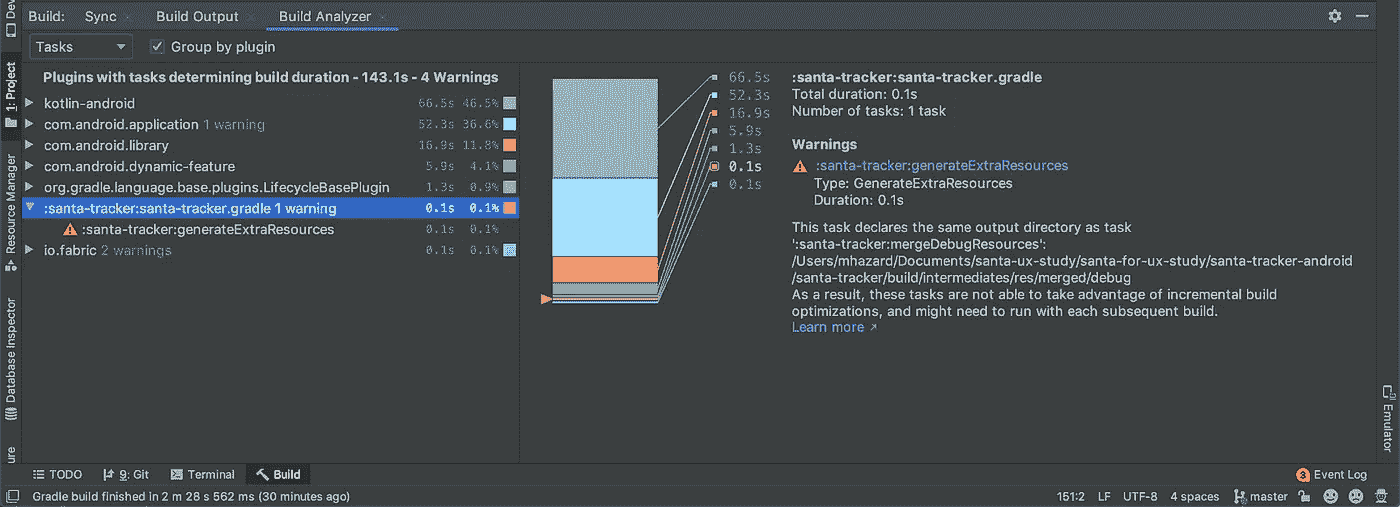 Build:
Sync
Build Output
Build Analyzer
Tasks
Group by plugin
Plugins with tasks determining build duration - 143.1s - 4 Warnings
kotlin-android 66.5s 46.5%
com.android.application 1 warning 52.3s 36.6%
com.android.library 16.9s 11.8%
com.android.dynamic-feature 5.9s 4.1%
org.gradle.language.base.plugins.LifecycleBasePlugin 1.3s 0.9%
:santa-tracker:santa-tracker.gradle 1 warning 0.1s 0.1%
:santa-tracker:generateExtraResources 0.1s 0.1%
io.fabric 2 warnings 0.1s 0.1%
66.5s
52.3s
16.9s
5.9s
1.3s
0.1s
0.1s
:santa-tracker:santa-tracker.gradle
Total duration: 0.1s
Number of tasks: 1 task
Warnings
:santa-tracker:generateExtraResources
Type: GenerateExtraResources
Duration: 0.1s
This task declares the same output directory as task
':santa-tracker:mergeDebugResources':
/Users/mhazard/Documents/santa-ux-study/santa-for-ux-study/santa-tracker-android
/santa-tracker/build/intermediates/res/merged/debug
As a result, these tasks are not able to take advantage of incremental build
optimizations, and might need to run with each subsequent build.
Learn more
Dev
1: Project
Resource Manager
Database Inspector
ure
Emulator
TODO
9: Git
Terminal
Build
3 Event Log
Gradle build finished in 2 m 28 s 562 ms (30 minutes ago)
151:2 LF UTF-8 4 spaces master